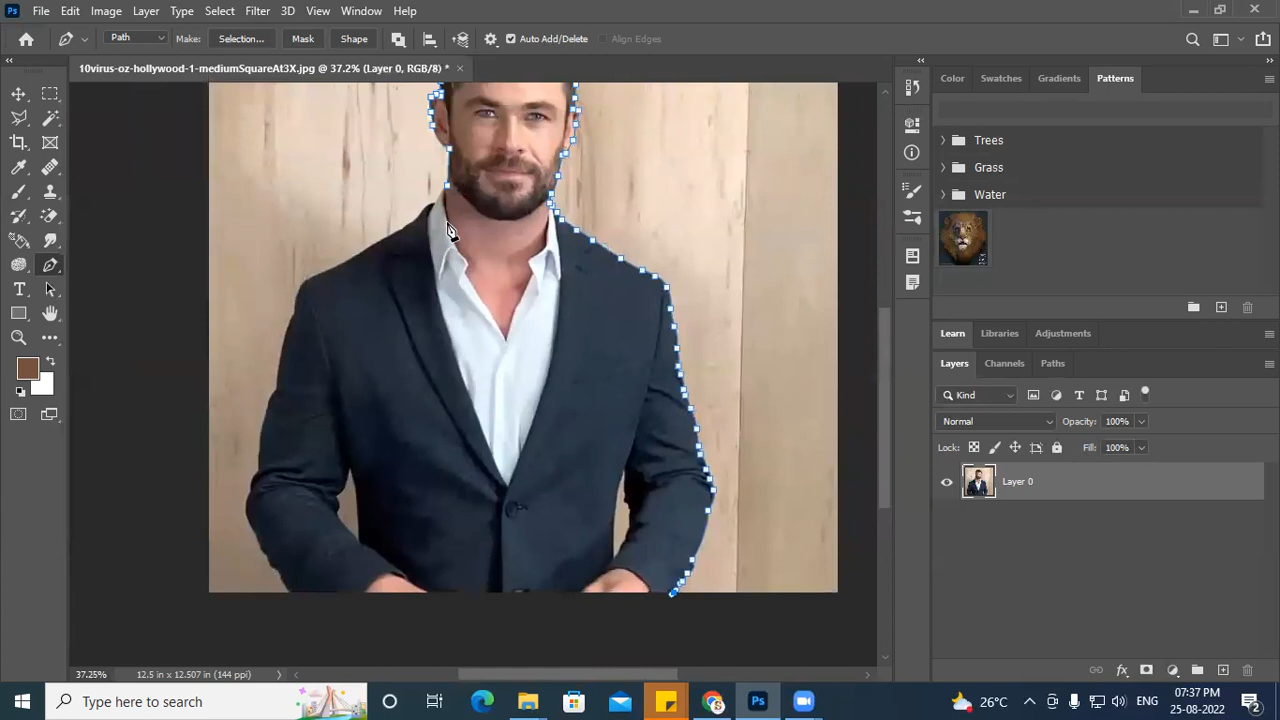 Ps File Edit Image Layer Type Select Filter 3D View Window Help
Path Make: Selection... Mask Shape Auto Add/Delete Align Edges
10virus-oz-hollywood-1-mediumSquareAt3X.jpg @ 37.2% (Layer 0, RGB/8) *
Color Swatches Gradients Patterns
Trees
Grass
Water
Learn Libraries Adjustments
Layers Channels Paths
Kind
Normal Opacity: 100%
Lock: Fill: 100%
Layer 0
37.25% 12.5 in x 12.507 in (144 ppi)
Type here to search
Ps
26°C
ENG
07:37 PM
25-08-2022
2